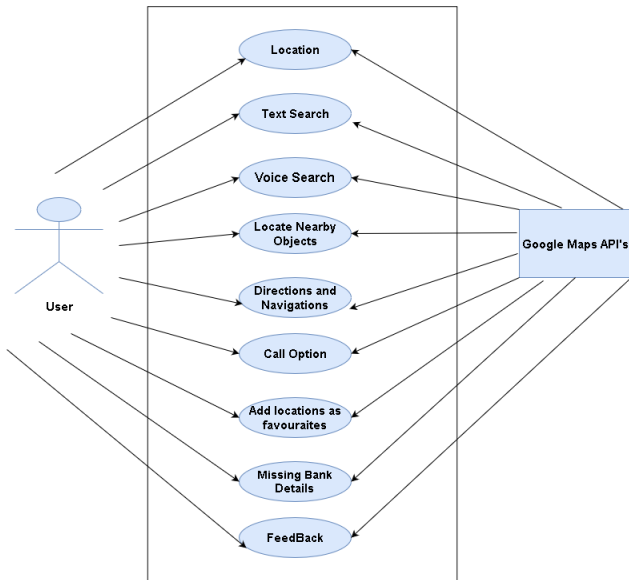 Location
Text Search
Voice Search
Locate Nearby
Objects
Google Maps API's
Directions and
Navigations
User
Call Option
Add locations as
favouraites
Missing Bank
Details
FeedBack